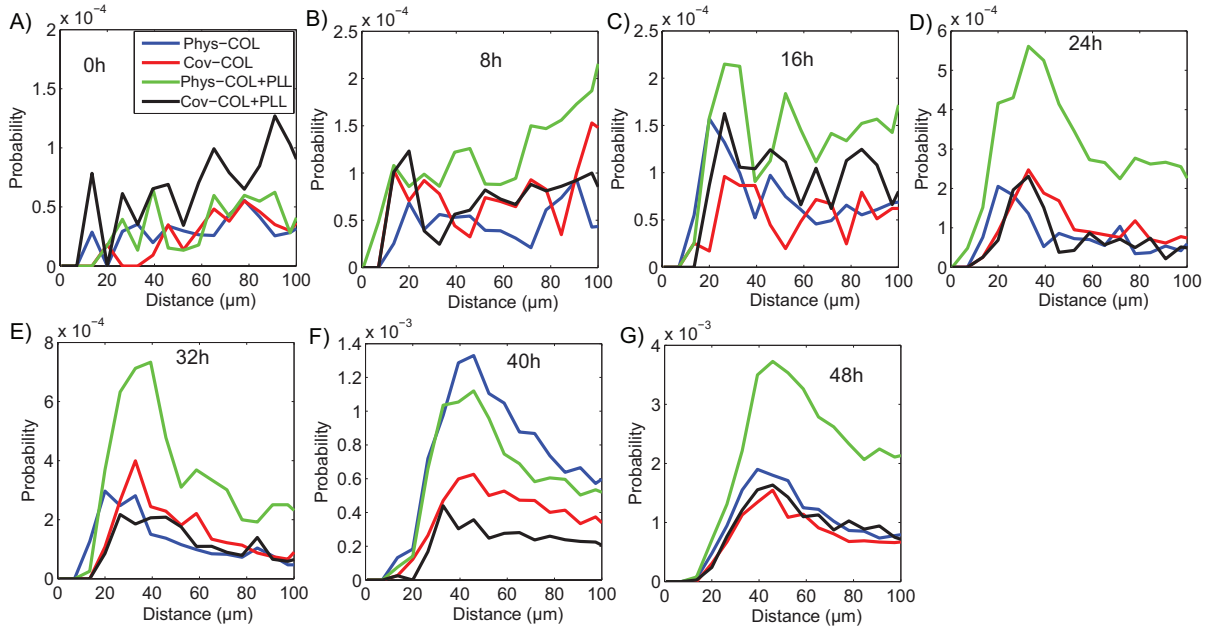 A)
x 10⁻⁴
0h
Phys−COL
Cov−COL
Phys−COL+PLL
Cov−COL+PLL
Probability
2
1.5
1
0.5
0
0 20 40 60 80 100
Distance (µm)
B)
x 10⁻⁴
8h
Probability
2.5
2
1.5
1
0.5
0
0 20 40 60 80 100
Distance (µm)
C)
x 10⁻⁴
16h
Probability
2.5
2
1.5
1
0.5
0
0 20 40 60 80 100
Distance (µm)
D)
x 10⁻⁴
24h
Probability
6
5
4
3
2
1
0
0 20 40 60 80 100
Distance (µm)
E)
x 10⁻⁴
32h
Probability
8
6
4
2
0
0 20 40 60 80 100
Distance (µm)
F)
x 10⁻³
40h
Probability
1.4
1.2
1
0.8
0.6
0.4
0.2
0
0 20 40 60 80 100
Distance (µm)
G)
x 10⁻³
48h
Probability
4
3
2
1
0
0 20 40 60 80 100
Distance (µm)